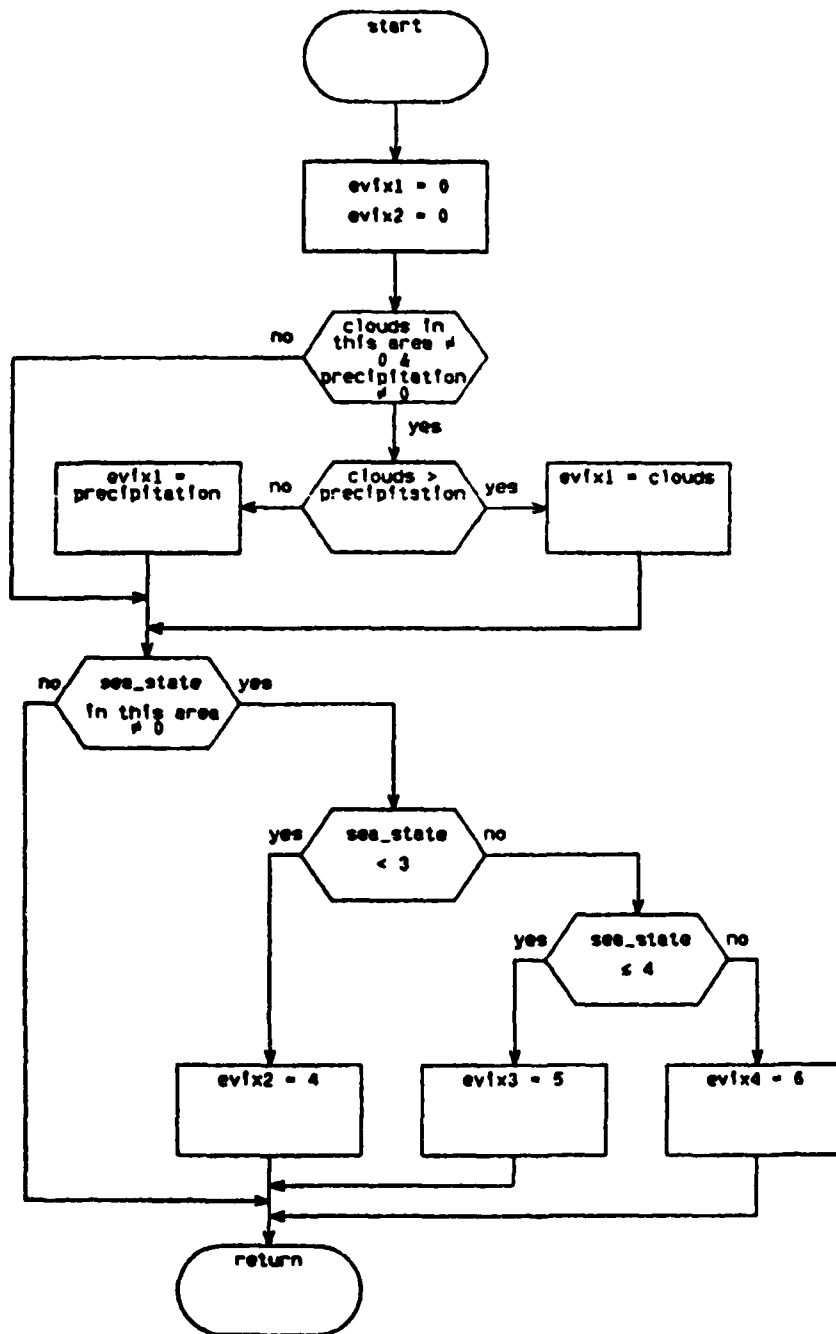 start
evix1 = 0
evix2 = 0
no
clouds in
this area ≠
0 &
precipitation
≠ 0
yes
evix1 =
precipitation
no
clouds >
precipitation
yes
evix1 = clouds
no
sea_state
in this area
≠ 0
yes
yes
sea_state
< 3
no
yes
sea_state
≤ 4
no
evix2 = 4
evix3 = 5
evix4 = 6
return